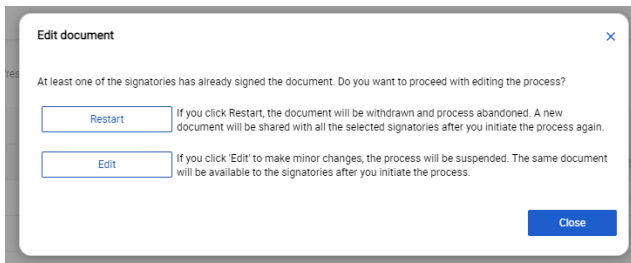 Edit document
×
At least one of the signatories has already signed the document. Do you want to proceed with editing the process?
Restart
If you click Restart, the document will be withdrawn and process abandoned. A new
document will be shared with all the selected signatories after you initiate the process again.
Edit
If you click 'Edit' to make minor changes, the process will be suspended. The same document
will be available to the signatories after you initiate the process.
Close